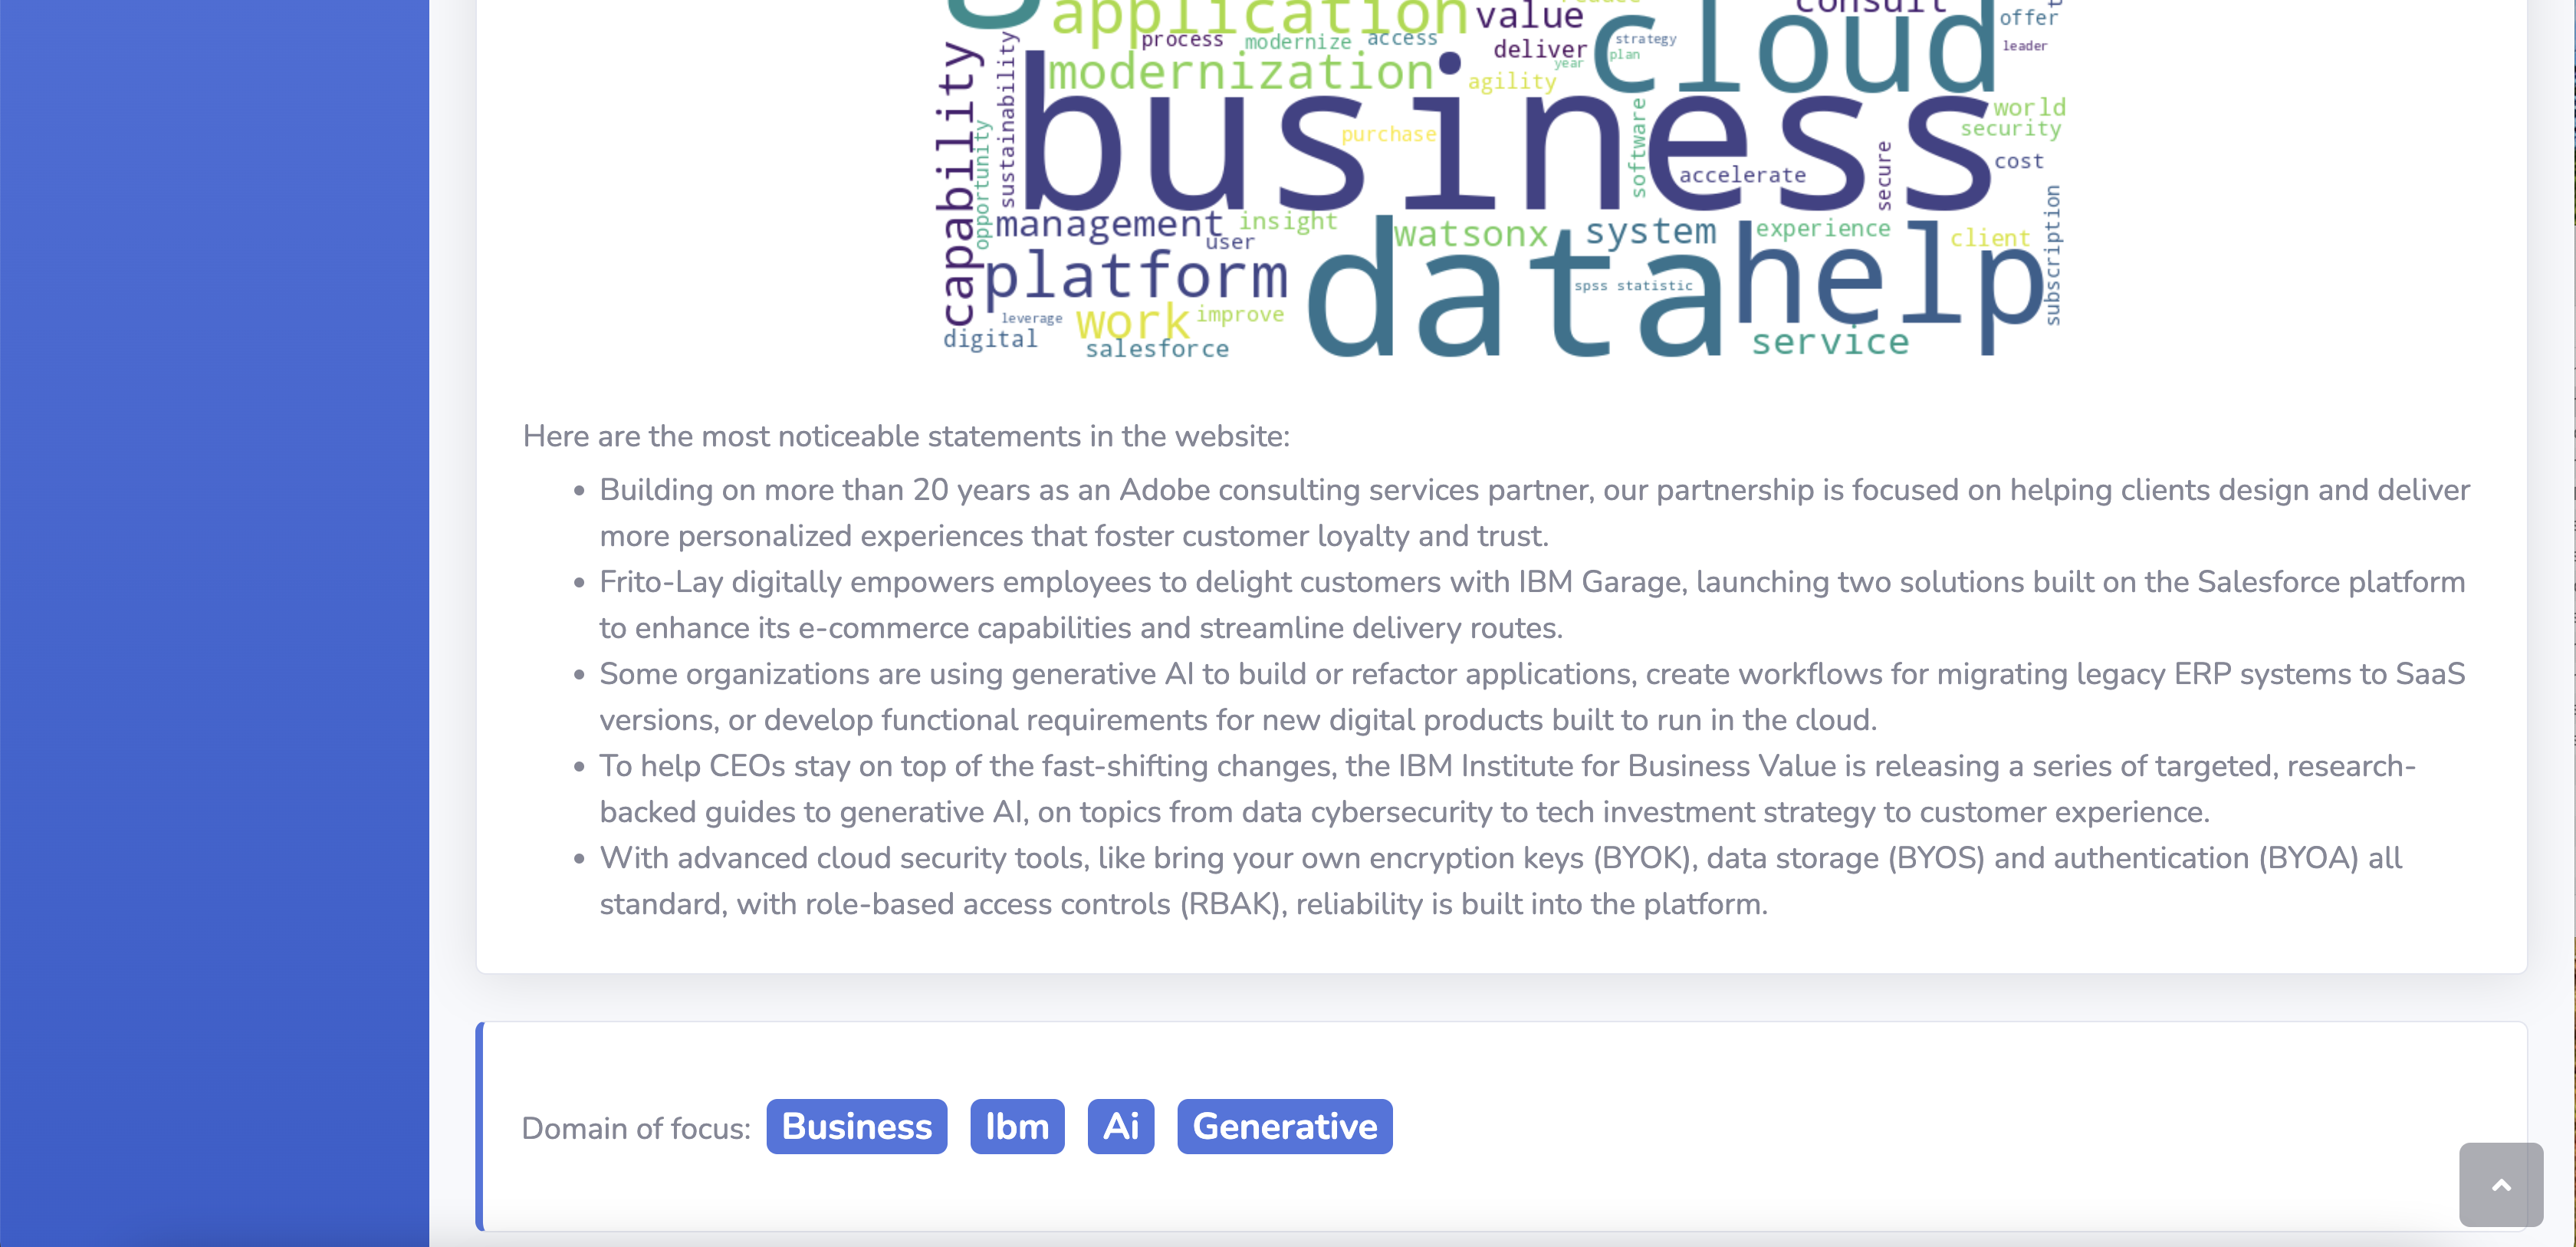 application
value
consult
cloud
offer
process
modernize
access
deliver
strategy
leader
plan
year
modernization
agility
capability
sustainability
opportunity
business
purchase
software
accelerate
secure
world
security
cost
management
insight
user
watsonx
system
experience
client
subscription
platform
data
help
spss statistic
leverage
work
improve
digital
salesforce
service
Here are the most noticeable statements in the website:
• Building on more than 20 years as an Adobe consulting services partner, our partnership is focused on helping clients design and deliver
more personalized experiences that foster customer loyalty and trust.
• Frito-Lay digitally empowers employees to delight customers with IBM Garage, launching two solutions built on the Salesforce platform
to enhance its e-commerce capabilities and streamline delivery routes.
• Some organizations are using generative AI to build or refactor applications, create workflows for migrating legacy ERP systems to SaaS
versions, or develop functional requirements for new digital products built to run in the cloud.
• To help CEOs stay on top of the fast-shifting changes, the IBM Institute for Business Value is releasing a series of targeted, research-
backed guides to generative AI, on topics from data cybersecurity to tech investment strategy to customer experience.
• With advanced cloud security tools, like bring your own encryption keys (BYOK), data storage (BYOS) and authentication (BYOA) all
standard, with role-based access controls (RBAK), reliability is built into the platform.
Domain of focus: Business Ibm Ai Generative